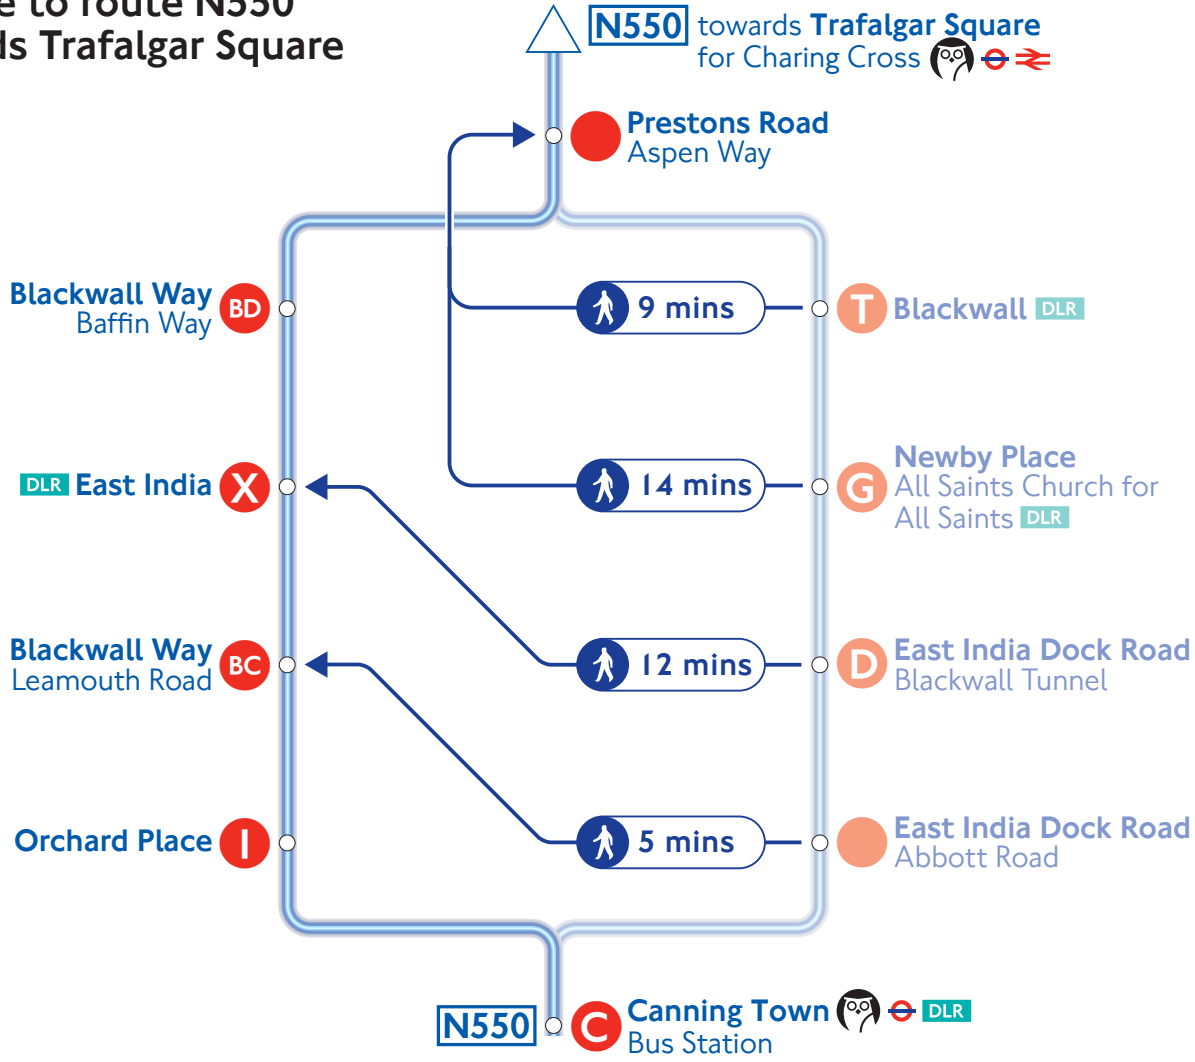 e to route N550
ds Trafalgar Square
N550 towards Trafalgar Square
for Charing Cross
Prestons Road
Aspen Way
Blackwall Way
Baffin Way
BD
9 mins
T
Blackwall DLR
DLR East India
X
14 mins
G
Newby Place
All Saints Church for
All Saints DLR
Blackwall Way
Leamouth Road
BC
12 mins
D
East India Dock Road
Blackwall Tunnel
Orchard Place
I
5 mins
East India Dock Road
Abbott Road
N550
C
Canning Town DLR
Bus Station